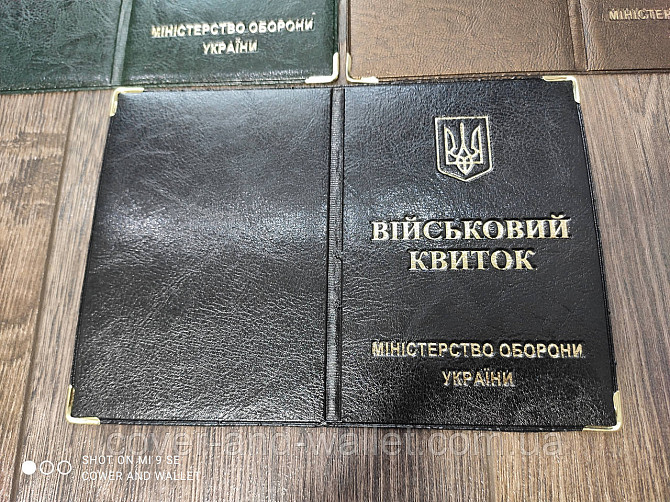 МІНІСТЕРСТВО ОБОРОНИ
УКРАЇНИ
ВІЙСЬКОВИЙ
КВИТОК
МІНІСТЕРСТВО ОБОРОНИ
УКРАЇНИ
cover-and-wallet.com.ua
SHOT ON MI 9 SE
COWER AND WALLET